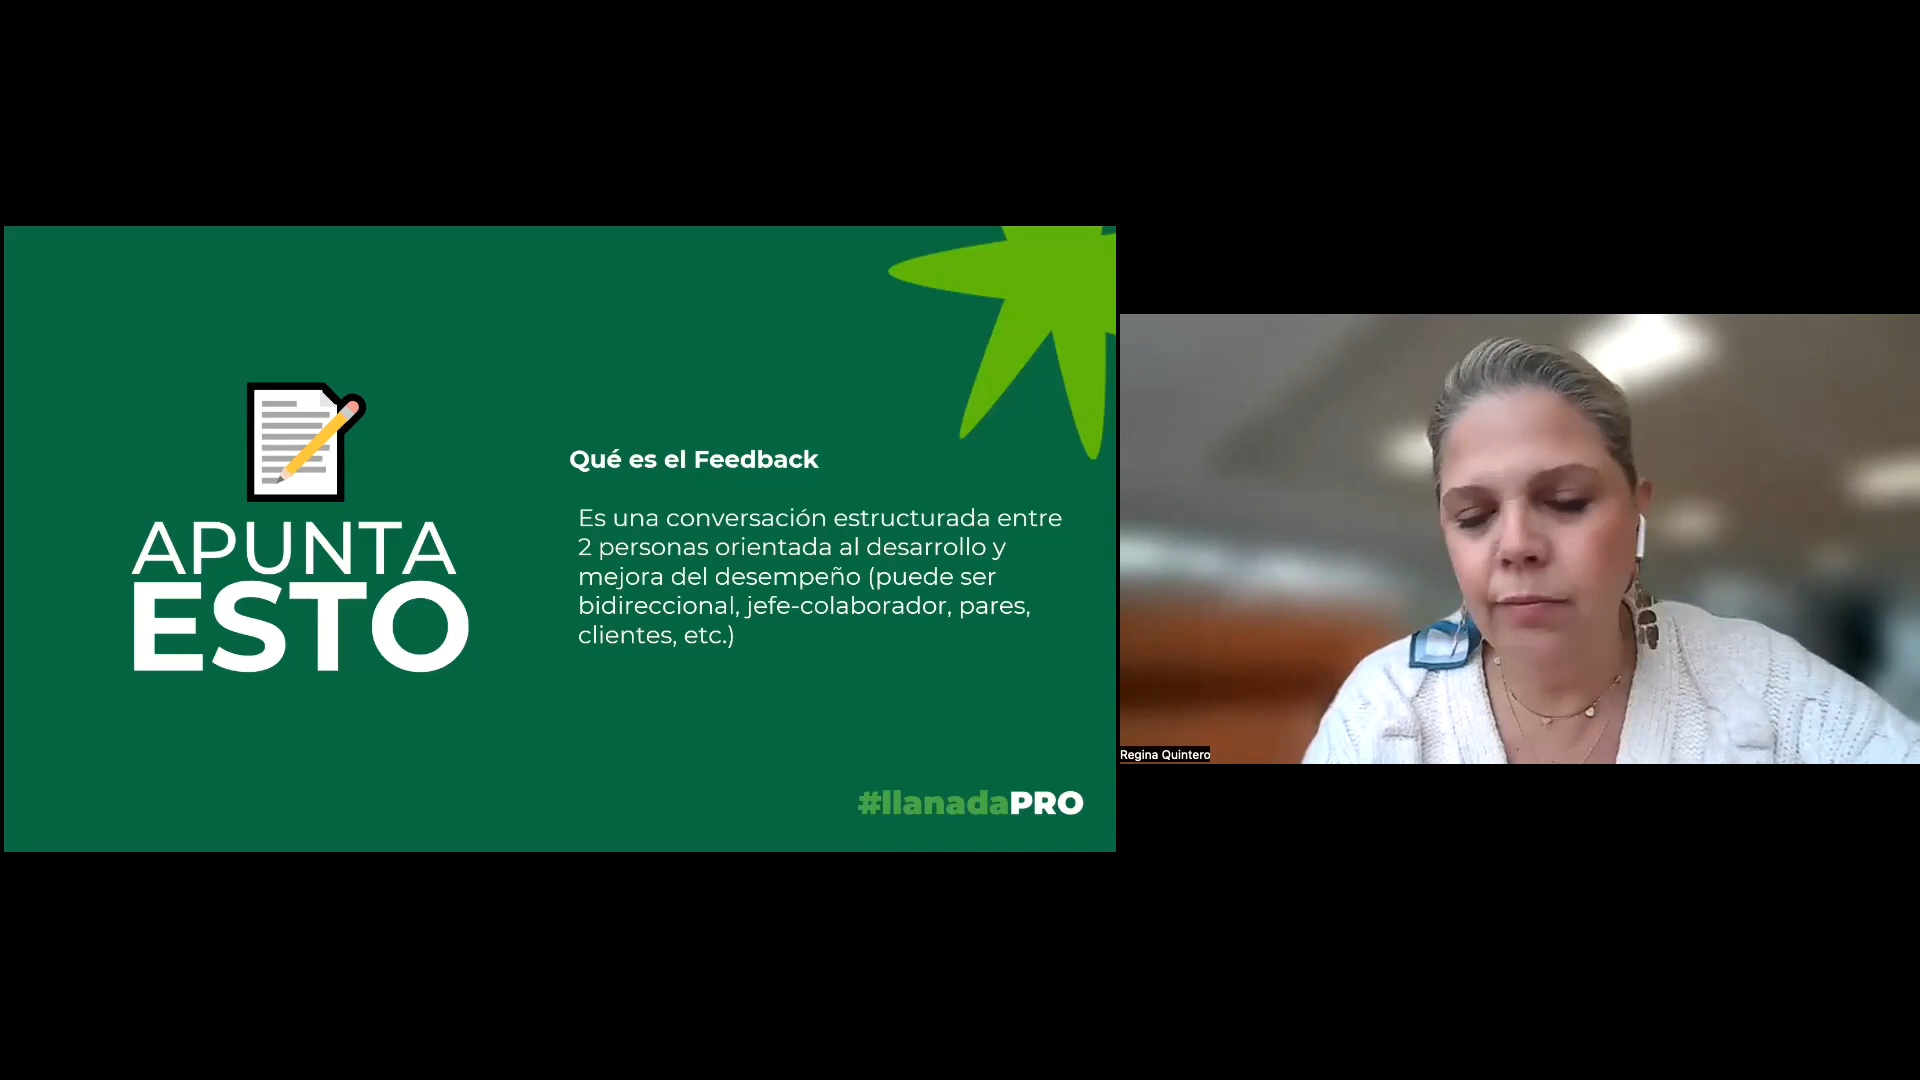 APUNTA
ESTO
Qué es el Feedback
Es una conversación estructurada entre
2 personas orientada al desarrollo y
mejora del desempeño (puede ser
bidireccional, jefe-colaborador, pares,
clientes, etc.)
#llanadaPRO
Regina Quintero